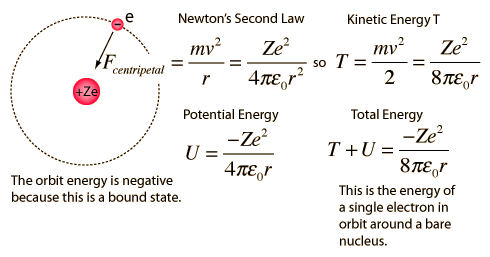 − e
Newton's Second Law
Kinetic Energy T
F_centripetal = mv²/r = Ze²/4πε₀r² so T = mv²/2 = Ze²/8πε₀r
+Ze
Potential Energy
Total Energy
U = −Ze²/4πε₀r
T + U = −Ze²/8πε₀r
The orbit energy is negative
because this is a bound state.
This is the energy of
a single electron in
orbit around a bare
nucleus.